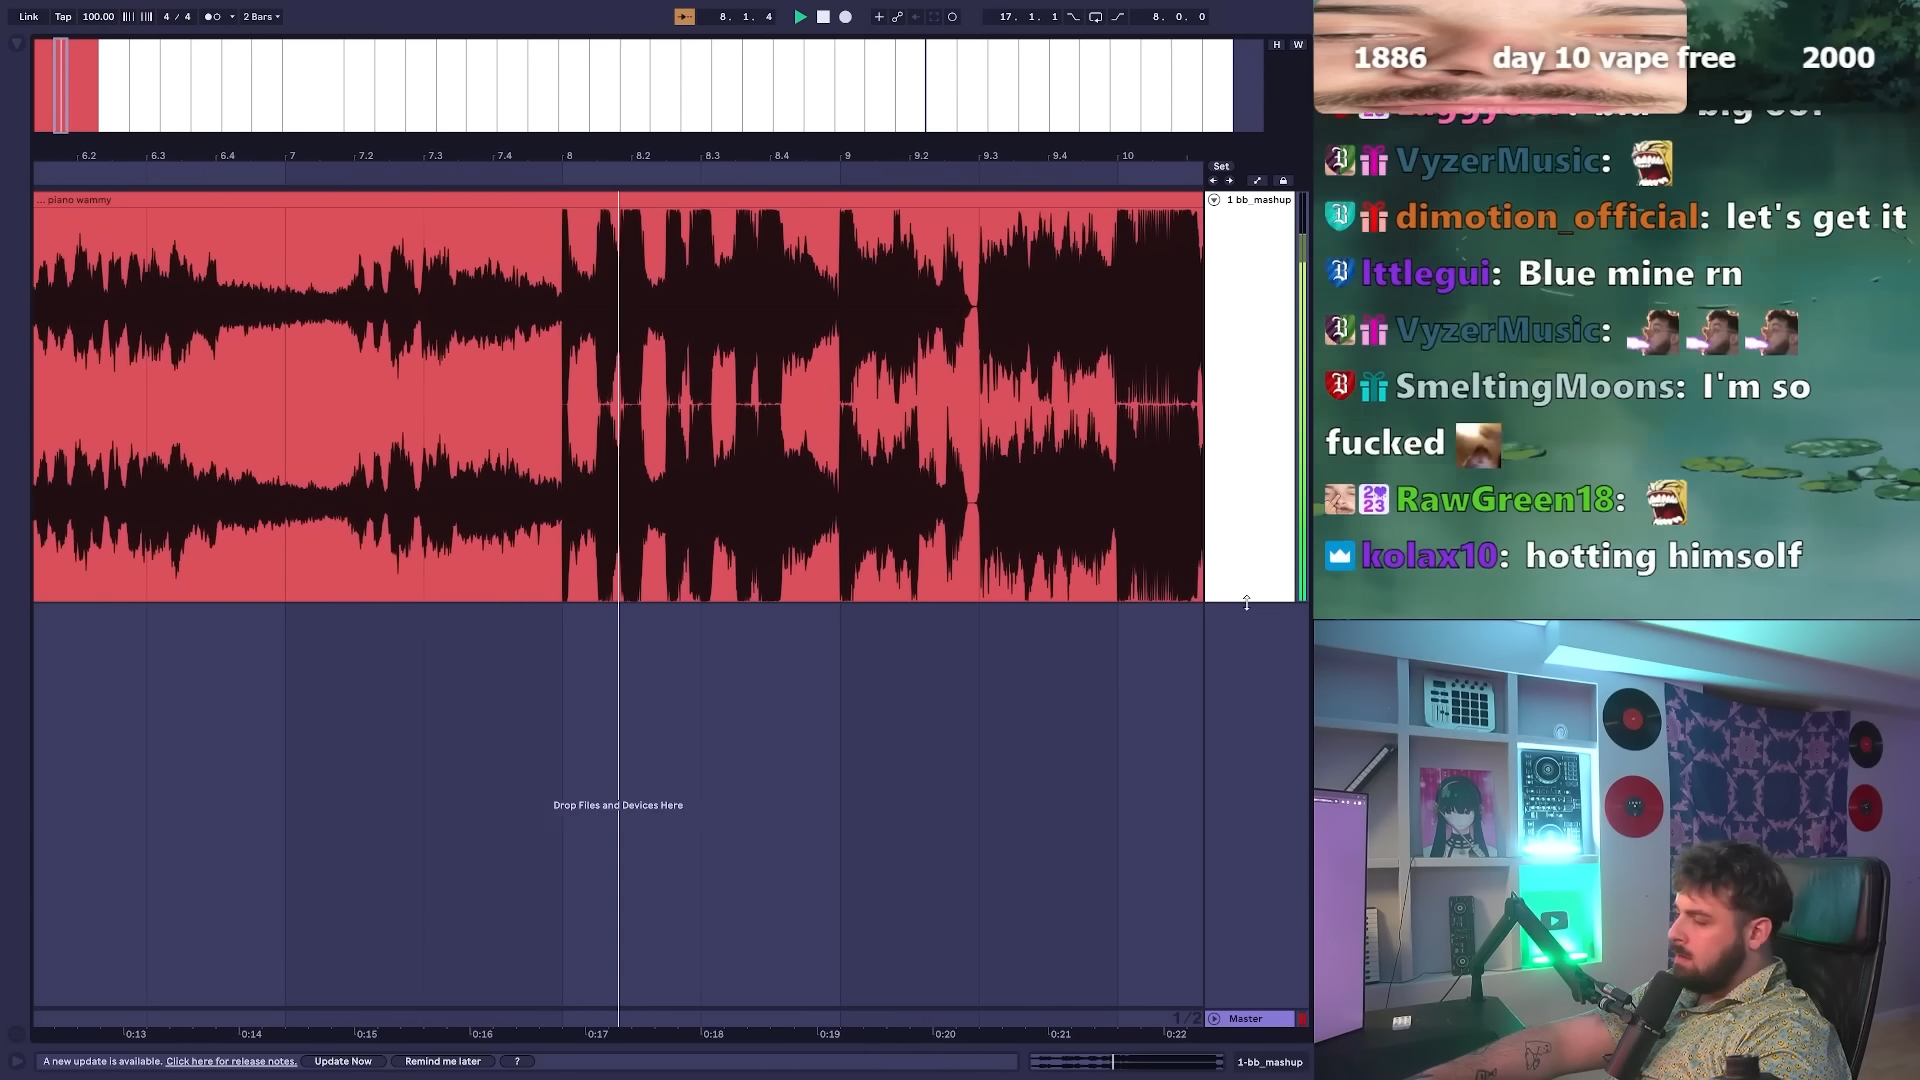 Link Tap 100.00 4 / 4 2 Bars 8. 1. 4 17. 1. 1 8. 0. 0
H W
6.2 6.3 6.4 7 7.2 7.3 7.4 8 8.2 8.3 8.4 9 9.2 9.3 9.4 10
Set
... piano wammy
1 bb_mashup
Drop Files and Devices Here
1/2
Master
0:13 0:14 0:15 0:16 0:17 0:18 0:19 0:20 0:21 0:22
A new update is available. Click here for release notes. Update Now Remind me later ?
1-bb_mashup
1886 day 10 vape free 2000
VyzerMusic:
dimotion_official: let's get it
lttlegui: Blue mine rn
VyzerMusic:
SmeltingMoons: I'm so
fucked
RawGreen18:
kolax10: hotting himsolf